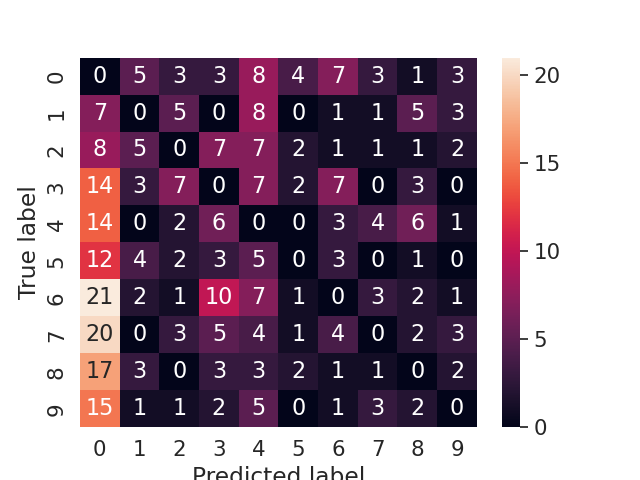 0 0 5 3 3 8 4 7 3 1 3
1 7 0 5 0 8 0 1 1 5 3
2 8 5 0 7 7 2 1 1 1 2
3 14 3 7 0 7 2 7 0 3 0
4 14 0 2 6 0 0 3 4 6 1
5 12 4 2 3 5 0 3 0 1 0
6 21 2 1 10 7 1 0 3 2 1
7 20 0 3 5 4 1 4 0 2 3
8 17 3 0 3 3 2 1 1 0 2
9 15 1 1 2 5 0 1 3 2 0
0 1 2 3 4 5 6 7 8 9
True label
Predicted label
20
15
10
5
0